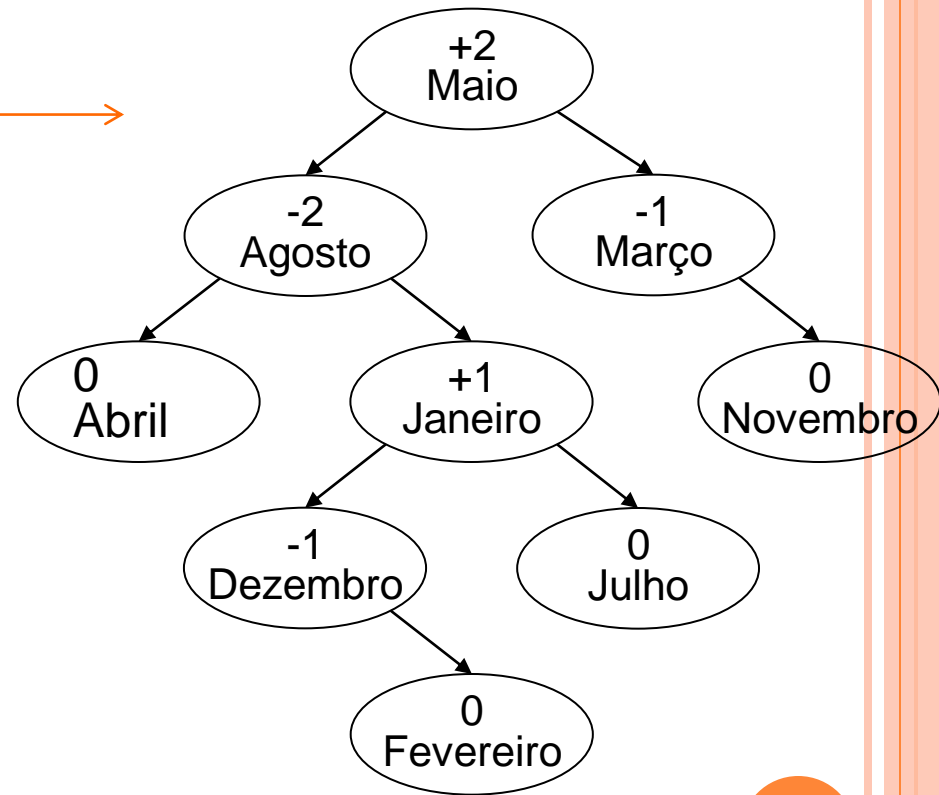 +2
Maio
-2
Agosto
-1
Março
0
Abril
+1
Janeiro
0
Novembro
-1
Dezembro
0
Julho
0
Fevereiro